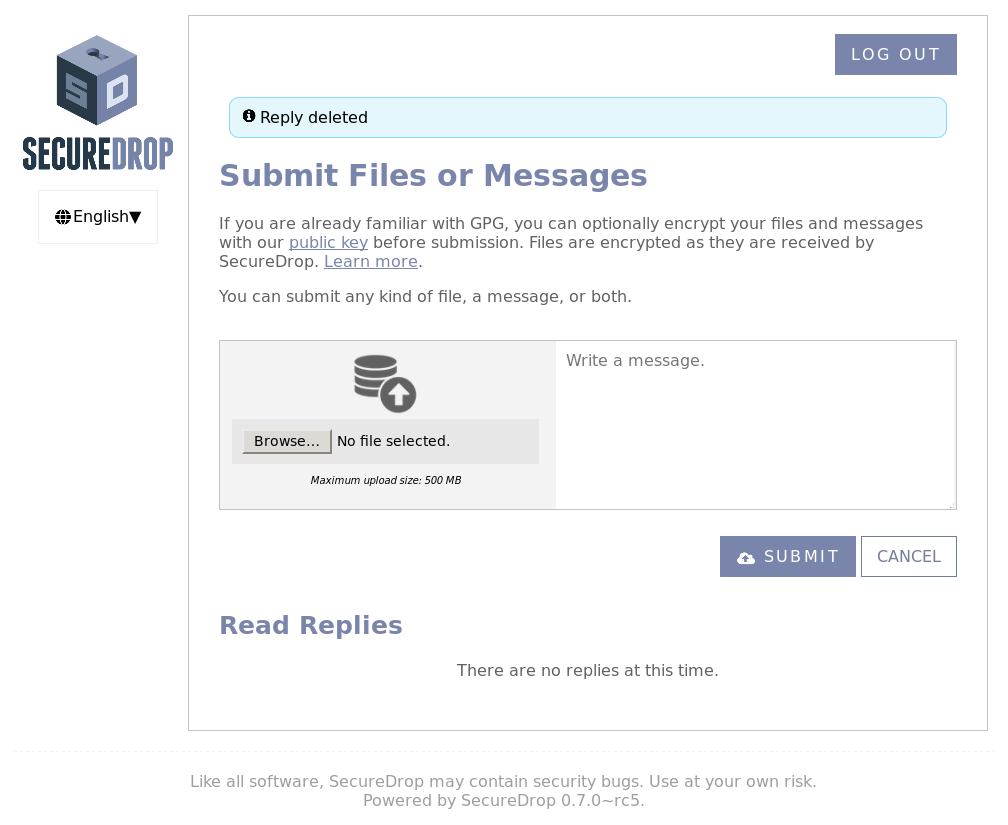 LOG OUT
SD
SECUREDROP
English▼
Reply deleted
Submit Files or Messages
If you are already familiar with GPG, you can optionally encrypt your files and messages
with our public key before submission. Files are encrypted as they are received by
SecureDrop. Learn more.
You can submit any kind of file, a message, or both.
Browse... No file selected.
Maximum upload size: 500 MB
Write a message.
SUBMIT
CANCEL
Read Replies
There are no replies at this time.
Like all software, SecureDrop may contain security bugs. Use at your own risk.
Powered by SecureDrop 0.7.0~rc5.